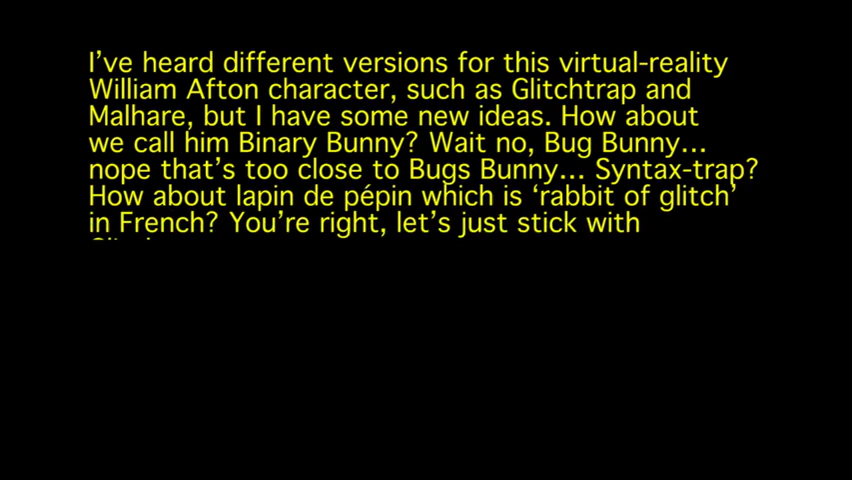 I’ve heard different versions for this virtual-reality
William Afton character, such as Glitchtrap and
Malhare, but I have some new ideas. How about
we call him Binary Bunny? Wait no, Bug Bunny…
nope that’s too close to Bugs Bunny… Syntax-trap?
How about lapin de pépin which is ‘rabbit of glitch’
in French? You’re right, let’s just stick with